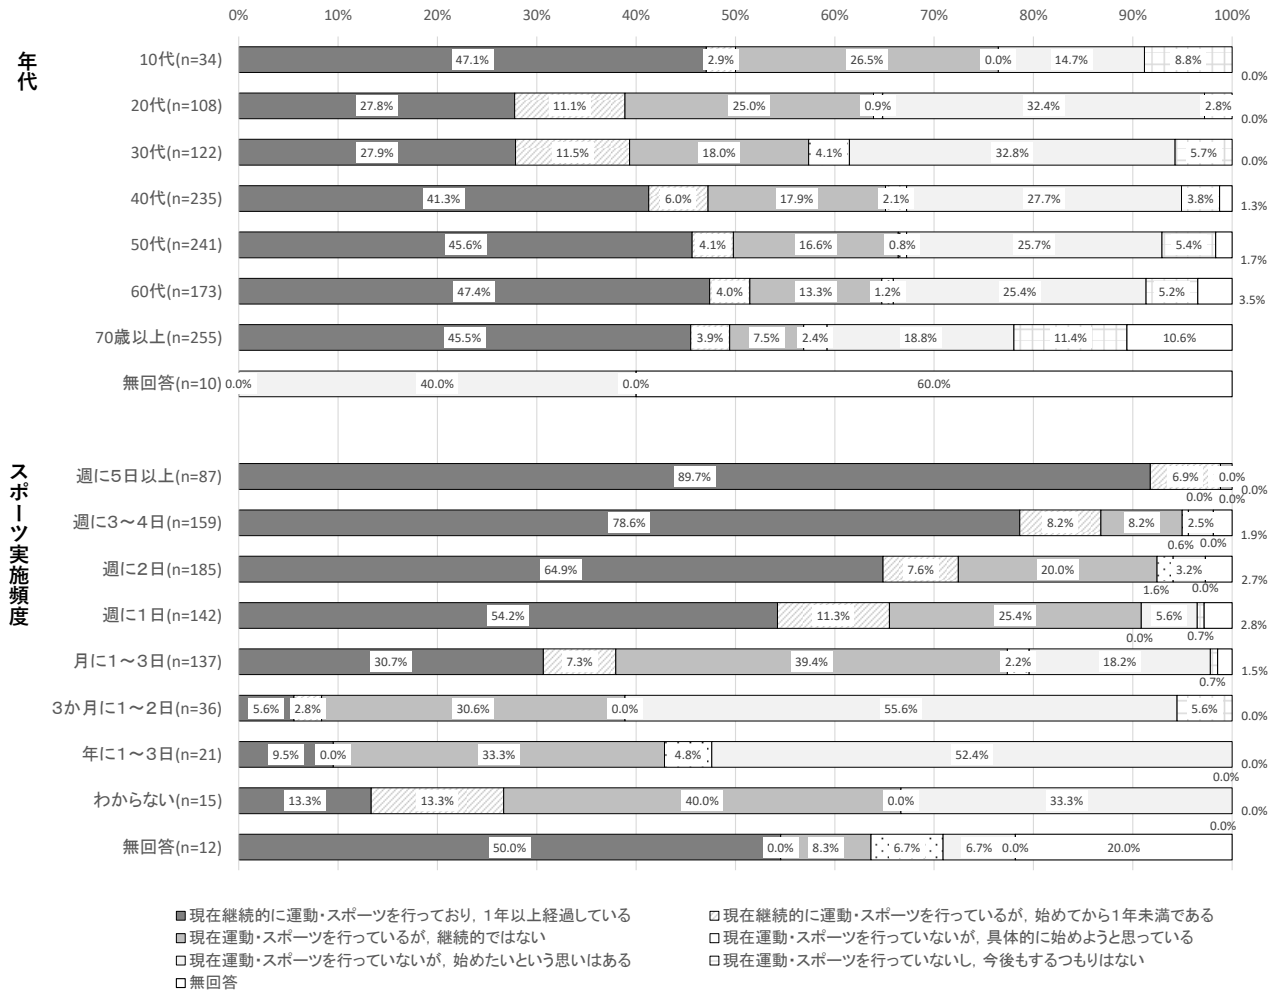 0% 10% 20% 30% 40% 50% 60% 70% 80% 90% 100%
年代
10代(n=34) 47.1% 2.9% 26.5% 0.0% 14.7% 8.8% 0.0%
20代(n=108) 27.8% 11.1% 25.0% 0.9% 32.4% 2.8% 0.0%
30代(n=122) 27.9% 11.5% 18.0% 4.1% 32.8% 5.7% 0.0%
40代(n=235) 41.3% 6.0% 17.9% 2.1% 27.7% 3.8% 1.3%
50代(n=241) 45.6% 4.1% 16.6% 0.8% 25.7% 5.4% 1.7%
60代(n=173) 47.4% 4.0% 13.3% 1.2% 25.4% 5.2% 3.5%
70歳以上(n=255) 45.5% 3.9% 7.5% 2.4% 18.8% 11.4% 10.6%
無回答(n=10) 0.0% 40.0% 0.0% 60.0%
スポーツ実施頻度
週に5日以上(n=87) 89.7% 6.9% 0.0% 0.0%
0.0% 0.0%
週に3～4日(n=159) 78.6% 8.2% 8.2% 2.5% 1.9%
0.6% 0.0%
週に2日(n=185) 64.9% 7.6% 20.0% 3.2% 2.7%
1.6% 0.0%
週に1日(n=142) 54.2% 11.3% 25.4% 5.6% 2.8%
0.0% 0.7%
月に1～3日(n=137) 30.7% 7.3% 39.4% 2.2% 18.2% 1.5%
0.7%
3か月に1～2日(n=36) 5.6% 2.8% 30.6% 0.0% 55.6% 5.6% 0.0%
年に1～3日(n=21) 9.5% 0.0% 33.3% 4.8% 52.4% 0.0%
0.0%
わからない(n=15) 13.3% 13.3% 40.0% 0.0% 33.3% 0.0%
0.0%
無回答(n=12) 50.0% 0.0% 8.3% 6.7% 6.7% 0.0% 20.0%
現在継続的に運動・スポーツを行っており，1年以上経過している
現在継続的に運動・スポーツを行っているが，始めてから1年未満である
現在運動・スポーツを行っているが，継続的ではない
現在運動・スポーツを行っていないが，具体的に始めようと思っている
現在運動・スポーツを行っていないが，始めたいという思いはある
現在運動・スポーツを行っていないし，今後もするつもりはない
無回答